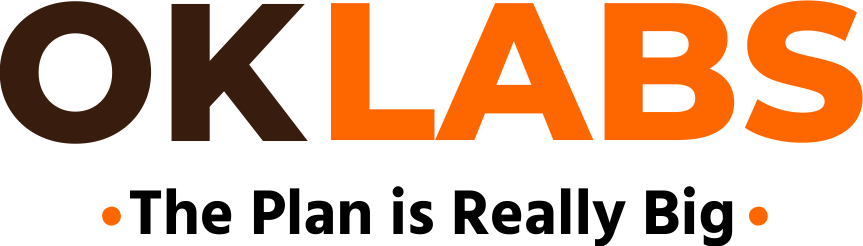 OKLABS
• The Plan is Really Big •